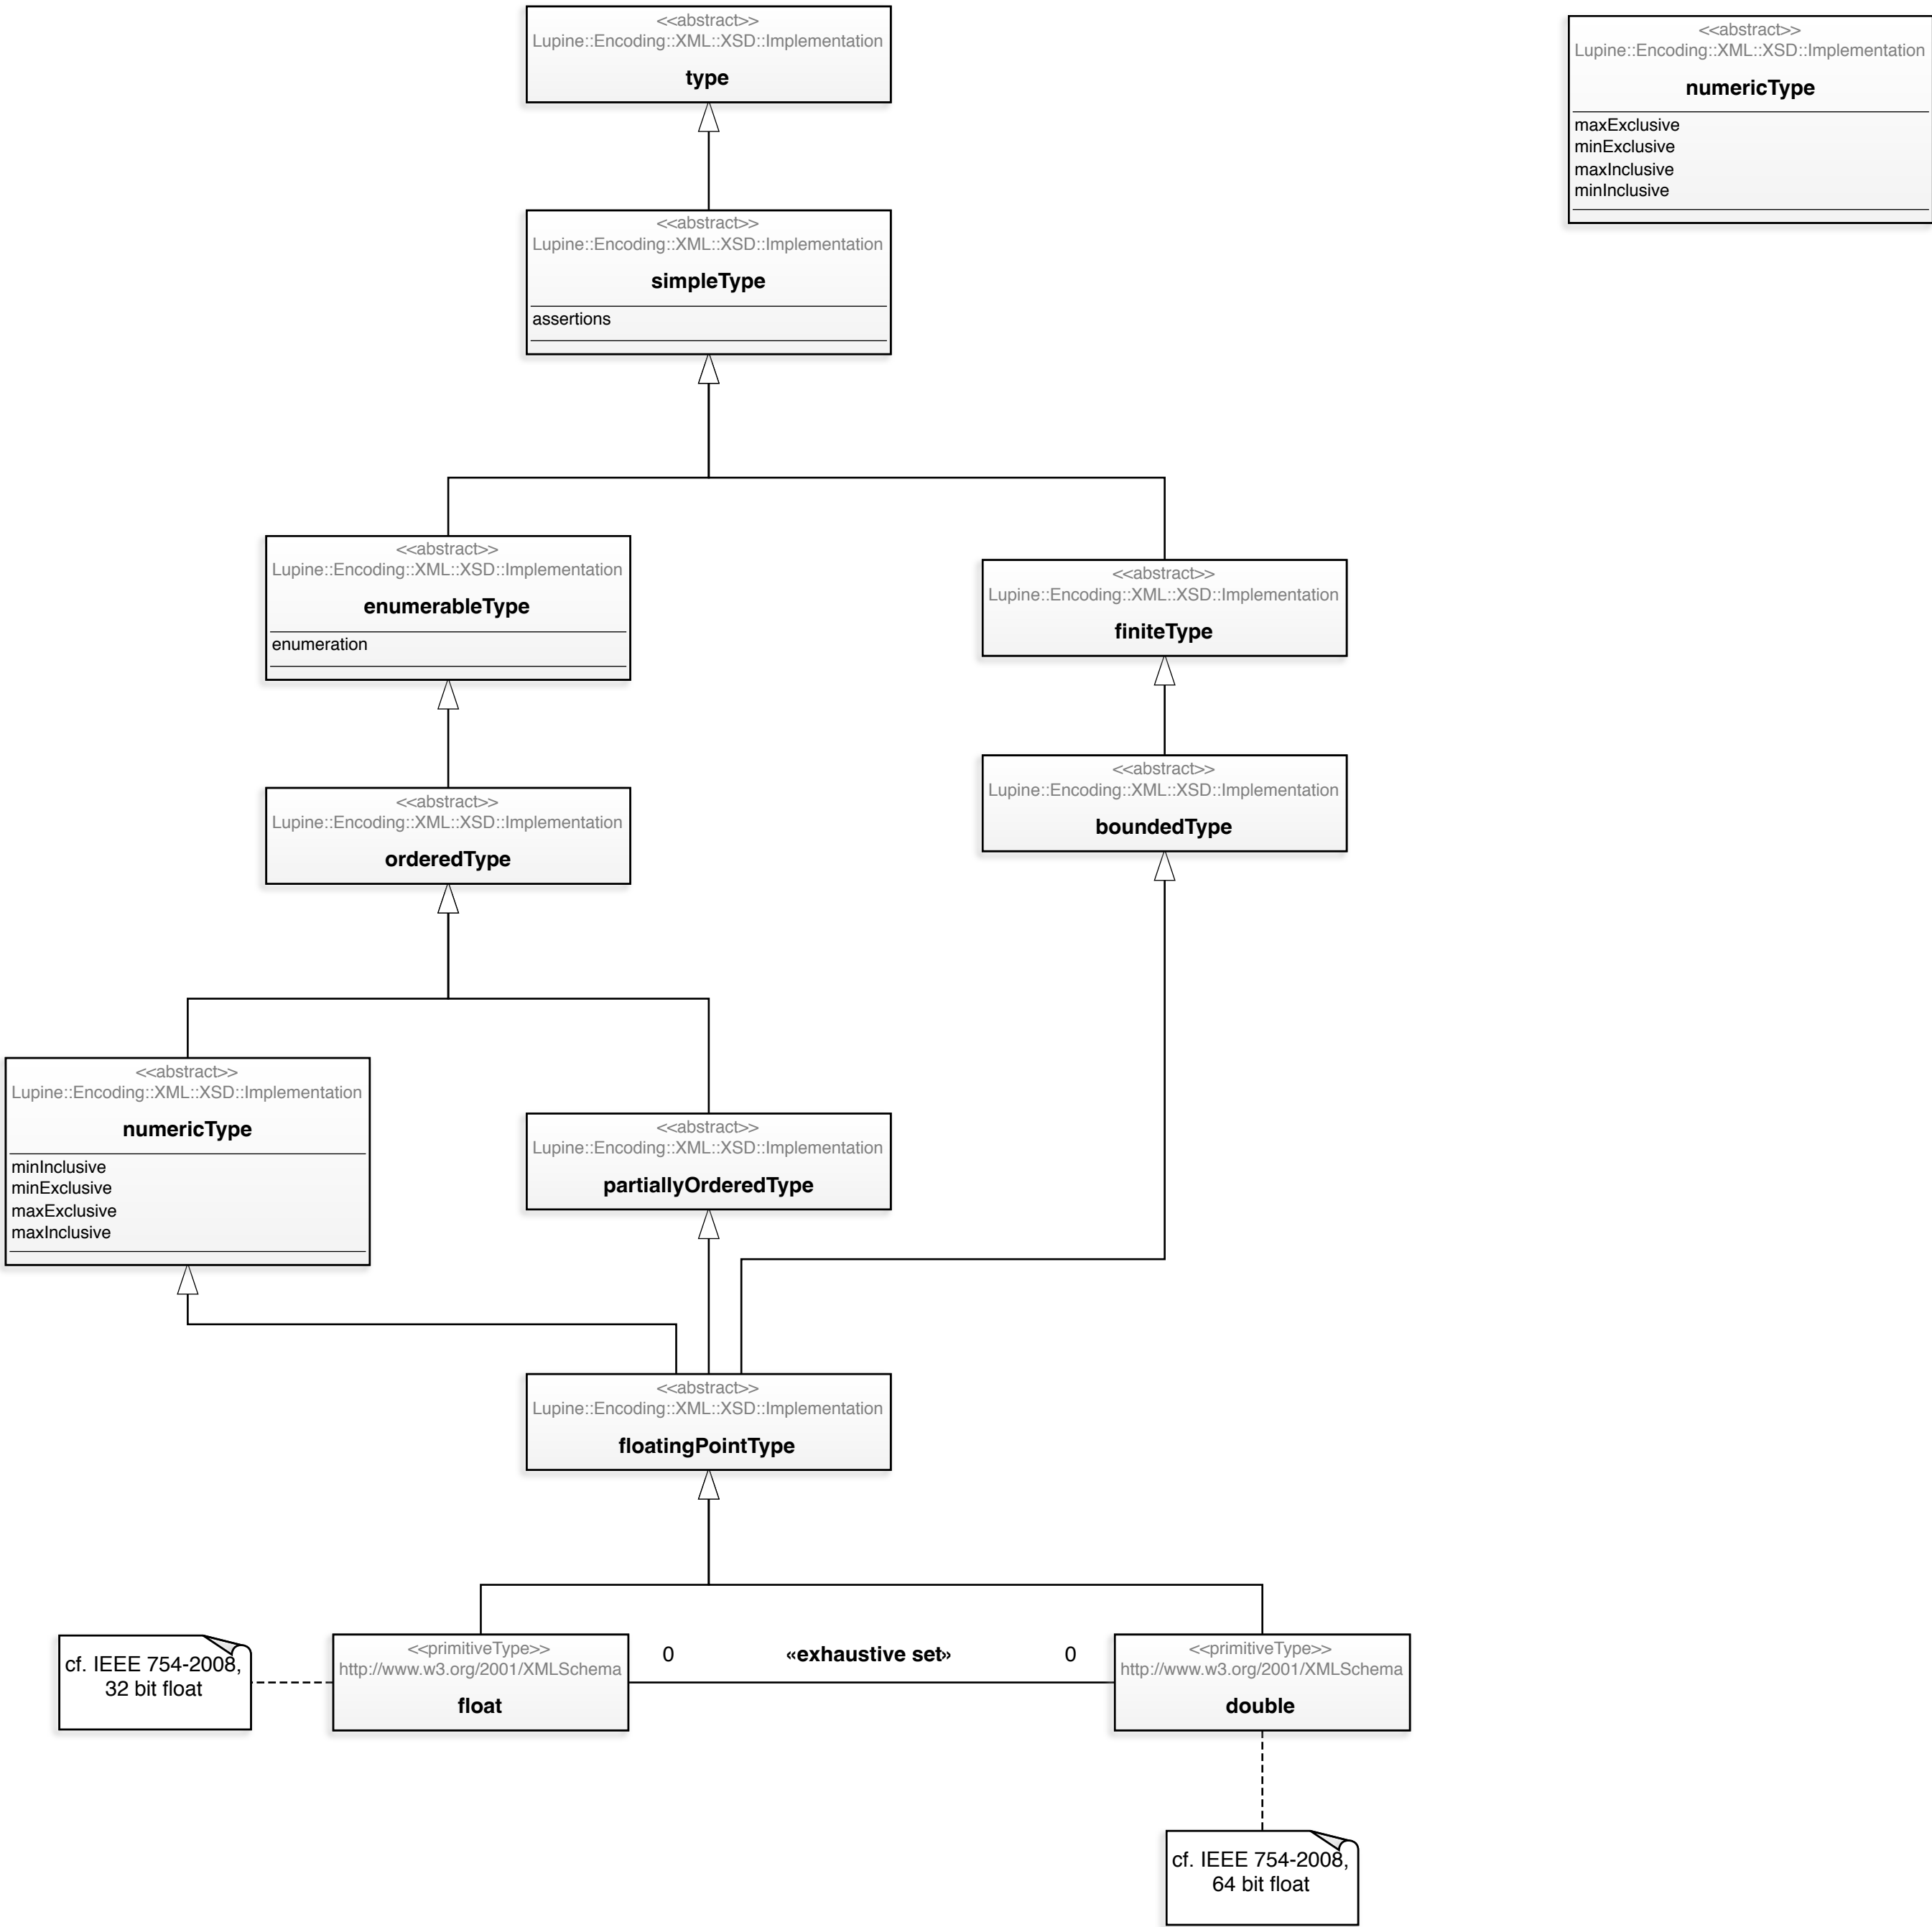 <<abstract>>
Lupine::Encoding::XML::XSD::Implementation
type
<<abstract>>
Lupine::Encoding::XML::XSD::Implementation
numericType
maxExclusive
minExclusive
maxInclusive
minInclusive
<<abstract>>
Lupine::Encoding::XML::XSD::Implementation
simpleType
assertions
<<abstract>>
Lupine::Encoding::XML::XSD::Implementation
enumerableType
enumeration
<<abstract>>
Lupine::Encoding::XML::XSD::Implementation
finiteType
<<abstract>>
Lupine::Encoding::XML::XSD::Implementation
orderedType
<<abstract>>
Lupine::Encoding::XML::XSD::Implementation
boundedType
<<abstract>>
Lupine::Encoding::XML::XSD::Implementation
numericType
minInclusive
minExclusive
maxExclusive
maxInclusive
<<abstract>>
Lupine::Encoding::XML::XSD::Implementation
partiallyOrderedType
<<abstract>>
Lupine::Encoding::XML::XSD::Implementation
floatingPointType
cf. IEEE 754-2008,
32 bit float
<<primitiveType>>
http://www.w3.org/2001/XMLSchema
float
0 «exhaustive set» 0
<<primitiveType>>
http://www.w3.org/2001/XMLSchema
double
cf. IEEE 754-2008,
64 bit float